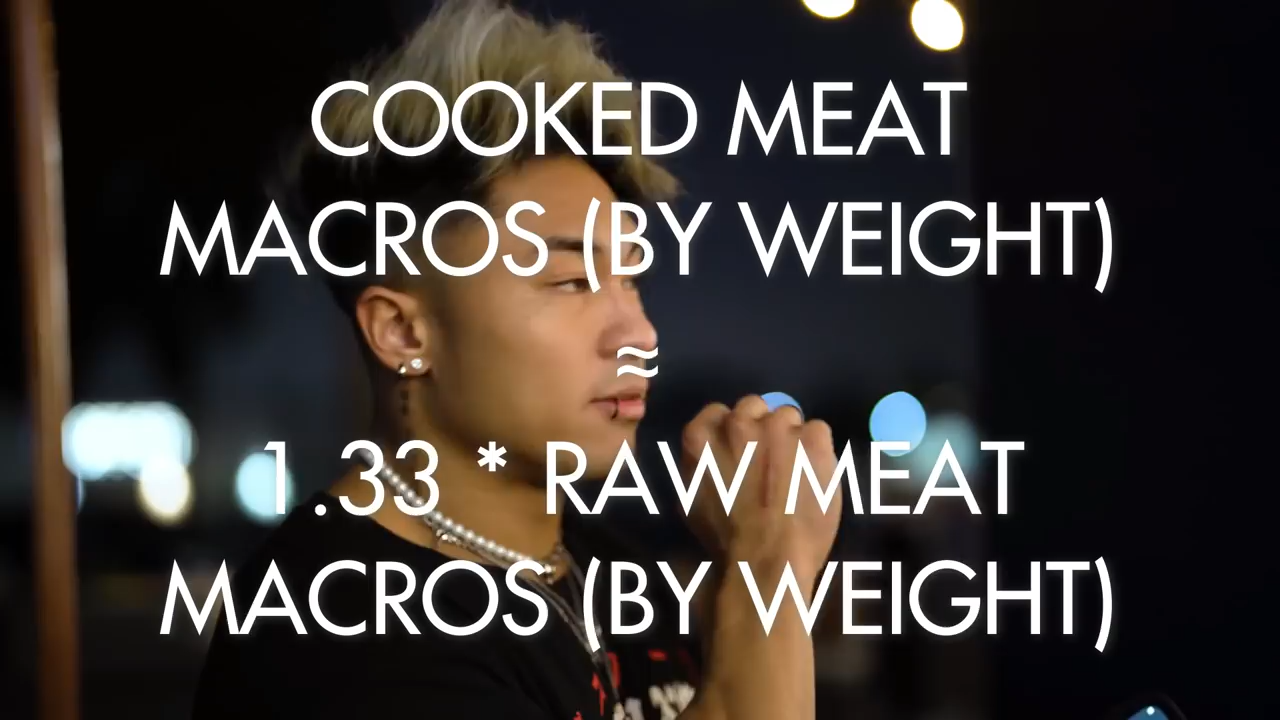 COOKED MEAT
MACROS (BY WEIGHT)
≈
1.33 * RAW MEAT
MACROS (BY WEIGHT)